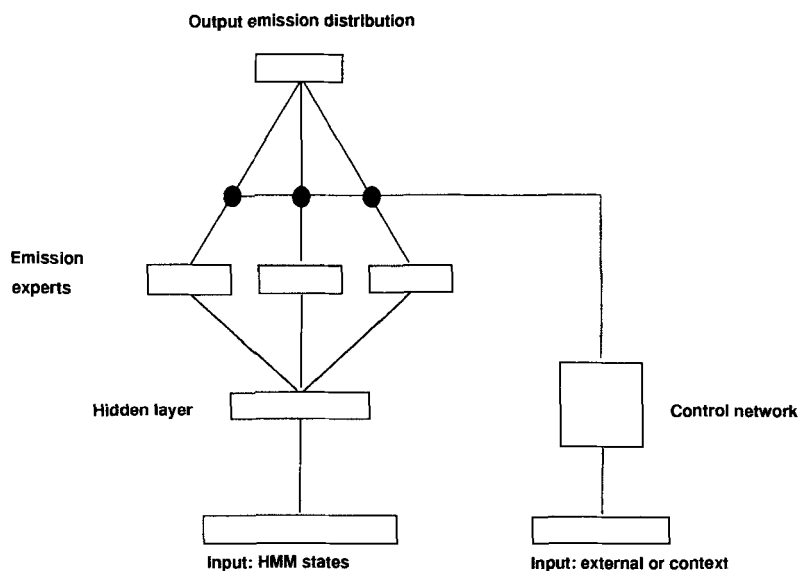 Output emission distribution
Emission
experts
Hidden layer
Control network
Input: HMM states
Input: external or context